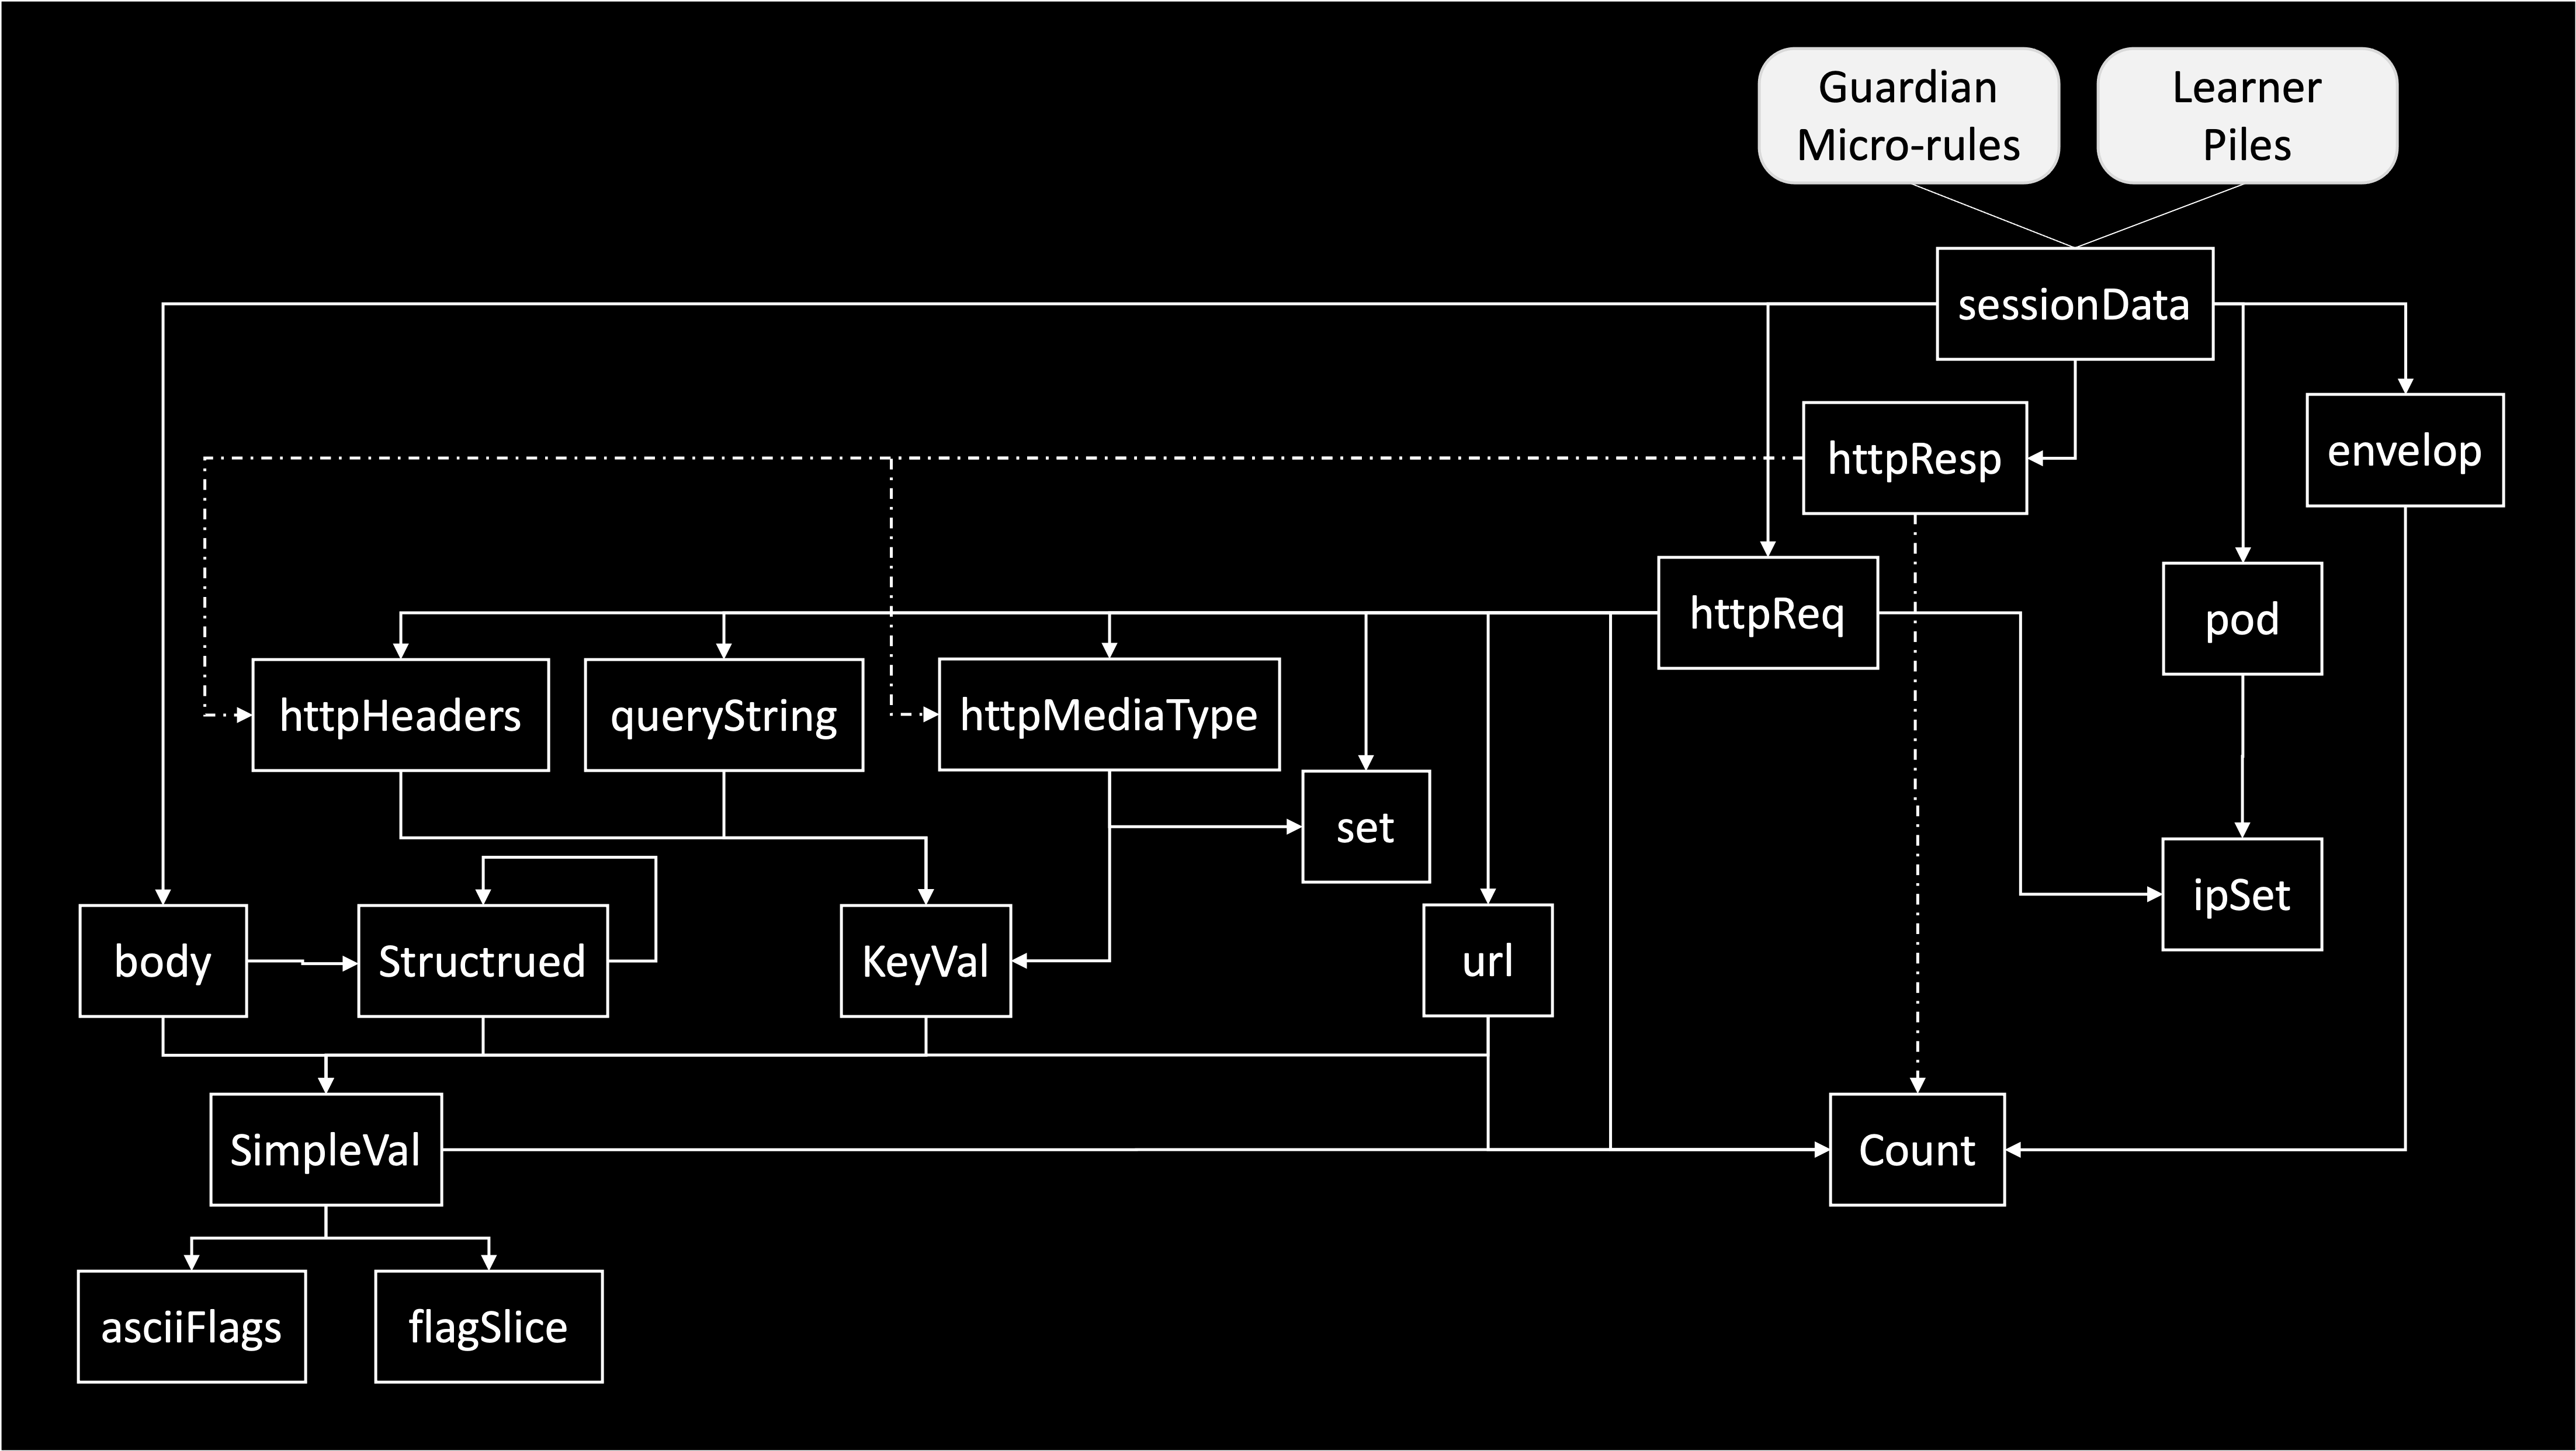 Guardian
Micro-rules
Learner
Piles
sessionData
httpResp
envelop
httpReq
pod
httpHeaders
queryString
httpMediaType
set
ipSet
body
Structrued
KeyVal
url
SimpleVal
Count
asciiFlags
flagSlice